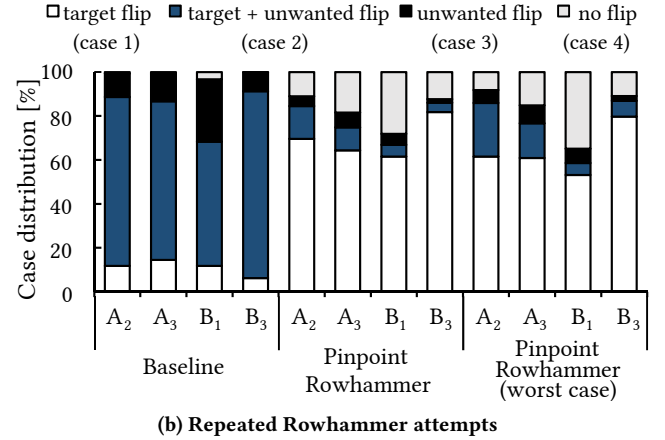 target flip target + unwanted flip unwanted flip no flip
(case 1) (case 2) (case 3) (case 4)
Case distribution [%]
100
80
60
40
20
0
A₂ A₃ B₁ B₃ A₂ A₃ B₁ B₃ A₂ A₃ B₁ B₃
Baseline
Pinpoint
Rowhammer
Pinpoint
Rowhammer
(worst case)
(b) Repeated Rowhammer attempts